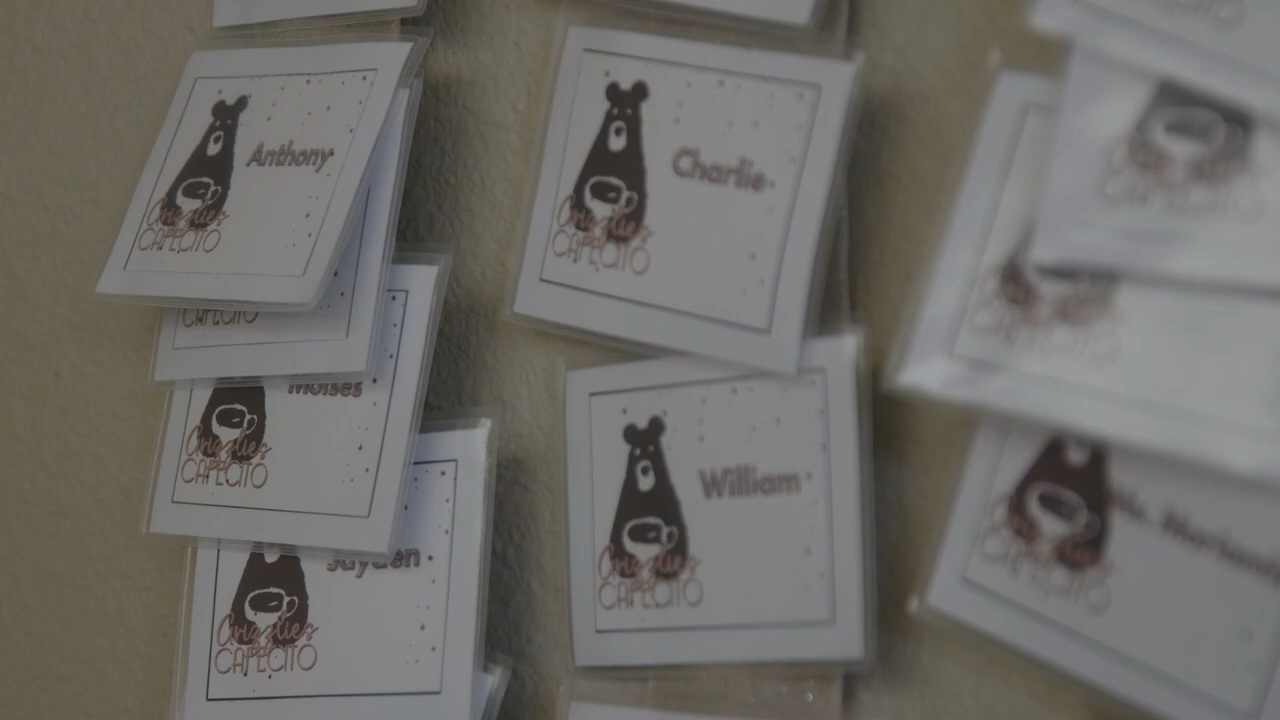 Anthony
Grizzlies
CAFECITO
CAFECITO
Moises
Grizzlies
CAFECITO
Jayden
Grizzlies
CAFECITO
Charlie
Grizzlies
CAFECITO
William
Grizzlies
CAFECITO